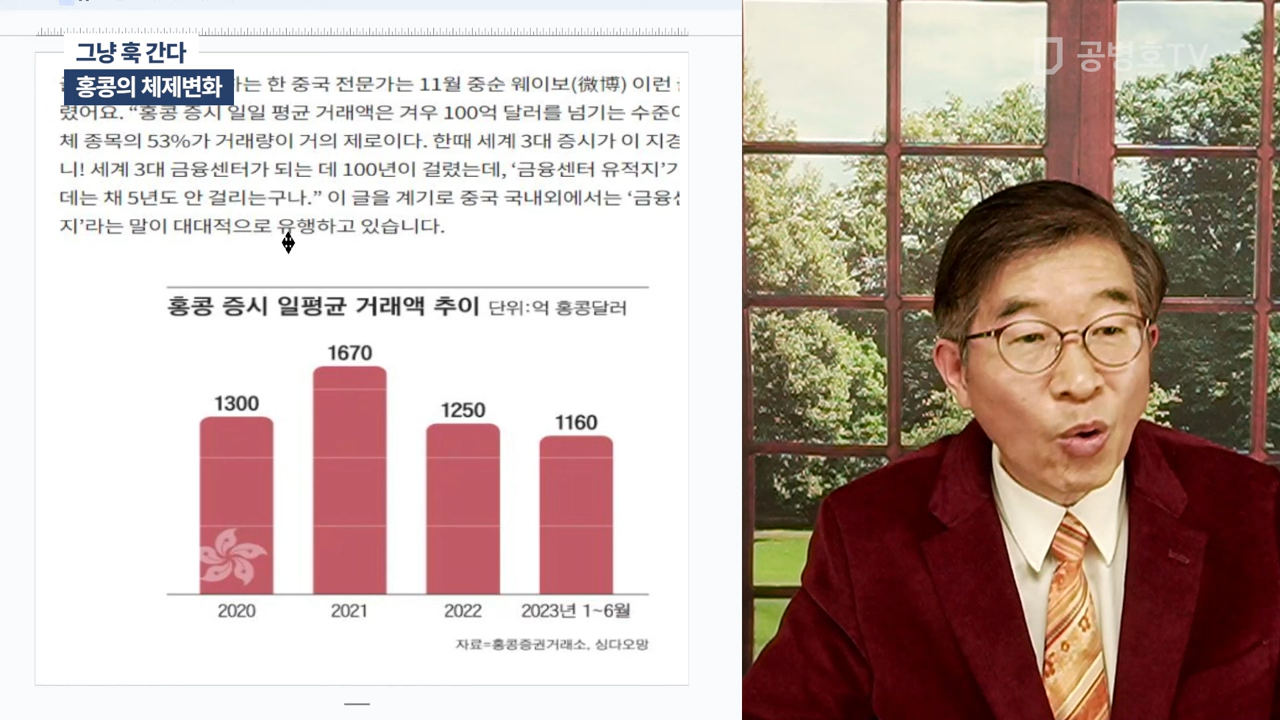 그냥 훅 간다
홍콩의 체제변화
하는 한 중국 전문가는 11월 중순 웨이보(微博) 이런
렸어요. “홍콩 증시 일일 평균 거래액은 겨우 100억 달러를 넘기는 수준이
체 종목의 53%가 거래량이 거의 제로이다. 한때 세계 3대 증시가 이 지경
니! 세계 3대 금융센터가 되는 데 100년이 걸렸는데, ‘금융센터 유적지’가
데는 채 5년도 안 걸리는구나.” 이 글을 계기로 중국 국내외에서는 ‘금융센
지’라는 말이 대대적으로 유행하고 있습니다.
홍콩 증시 일평균 거래액 추이 단위:억 홍콩달러
1300 1670 1250 1160
2020 2021 2022 2023년 1~6월
자료=홍콩증권거래소, 싱다오망
공병호TV